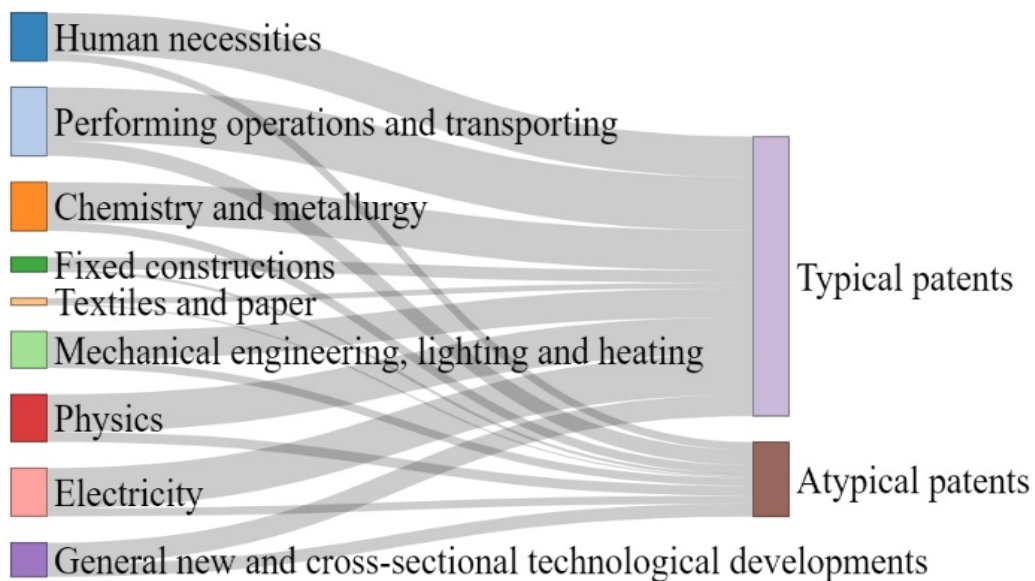 Human necessities
Performing operations and transporting
Chemistry and metallurgy
Fixed constructions
Textiles and paper
Mechanical engineering, lighting and heating
Physics
Electricity
General new and cross-sectional technological developments
Typical patents
Atypical patents